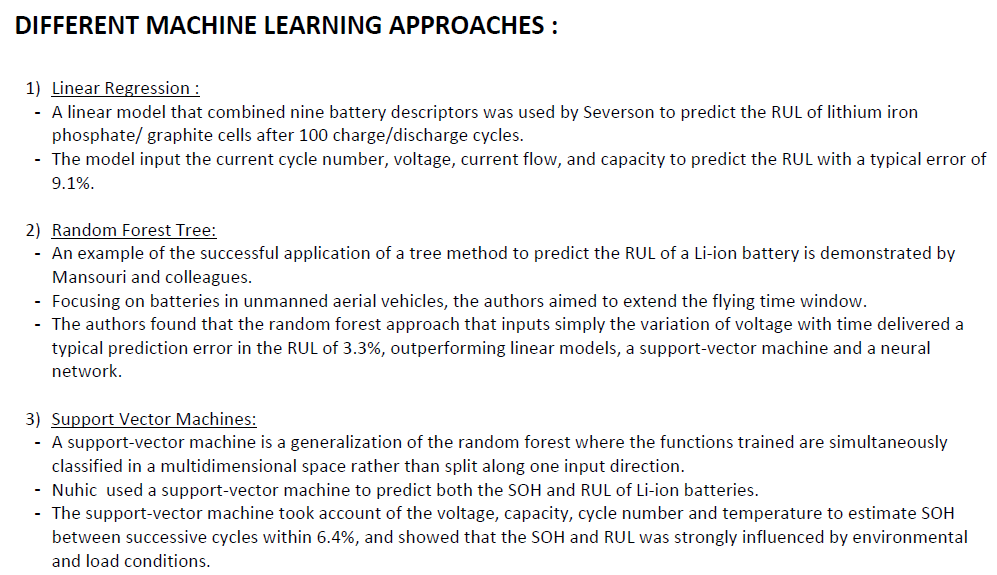 DIFFERENT MACHINE LEARNING APPROACHES :
1) Linear Regression :
- A linear model that combined nine battery descriptors was used by Severson to predict the RUL of lithium iron
phosphate/ graphite cells after 100 charge/discharge cycles.
- The model input the current cycle number, voltage, current flow, and capacity to predict the RUL with a typical error of
9.1%.
2) Random Forest Tree:
- An example of the successful application of a tree method to predict the RUL of a Li-ion battery is demonstrated by
Mansouri and colleagues.
- Focusing on batteries in unmanned aerial vehicles, the authors aimed to extend the flying time window.
- The authors found that the random forest approach that inputs simply the variation of voltage with time delivered a
typical prediction error in the RUL of 3.3%, outperforming linear models, a support-vector machine and a neural
network.
3) Support Vector Machines:
- A support-vector machine is a generalization of the random forest where the functions trained are simultaneously
classified in a multidimensional space rather than split along one input direction.
- Nuhic used a support-vector machine to predict both the SOH and RUL of Li-ion batteries.
- The support-vector machine took account of the voltage, capacity, cycle number and temperature to estimate SOH
between successive cycles within 6.4%, and showed that the SOH and RUL was strongly influenced by environmental
and load conditions.